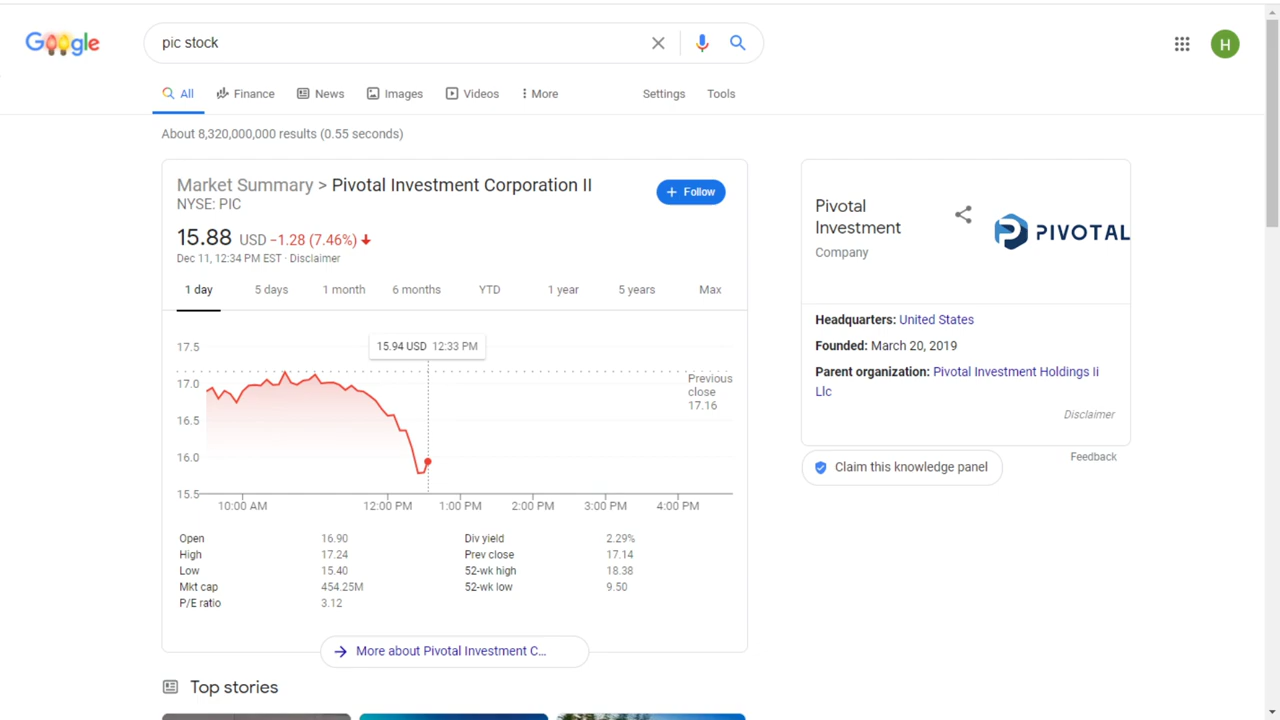 Google
pic stock
H
All
Finance
News
Images
Videos
More
Settings
Tools
About 8,320,000,000 results (0.55 seconds)
Market Summary > Pivotal Investment Corporation II
NYSE: PIC
Follow
15.88 USD −1.28 (7.46%)
Dec 11, 12:34 PM EST · Disclaimer
1 day
5 days
1 month
6 months
YTD
1 year
5 years
Max
15.94 USD 12:33 PM
17.5
17.0
16.5
16.0
15.5
Previous
close
17.16
10:00 AM
12:00 PM
1:00 PM
2:00 PM
3:00 PM
4:00 PM
Open 16.90
High 17.24
Low 15.40
Mkt cap 454.25M
P/E ratio 3.12
Div yield 2.29%
Prev close 17.14
52-wk high 18.38
52-wk low 9.50
More about Pivotal Investment C...
Top stories
Pivotal
Investment
Company
PIVOTAL
Headquarters: United States
Founded: March 20, 2019
Parent organization: Pivotal Investment Holdings Ii
Llc
Disclaimer
Feedback
Claim this knowledge panel